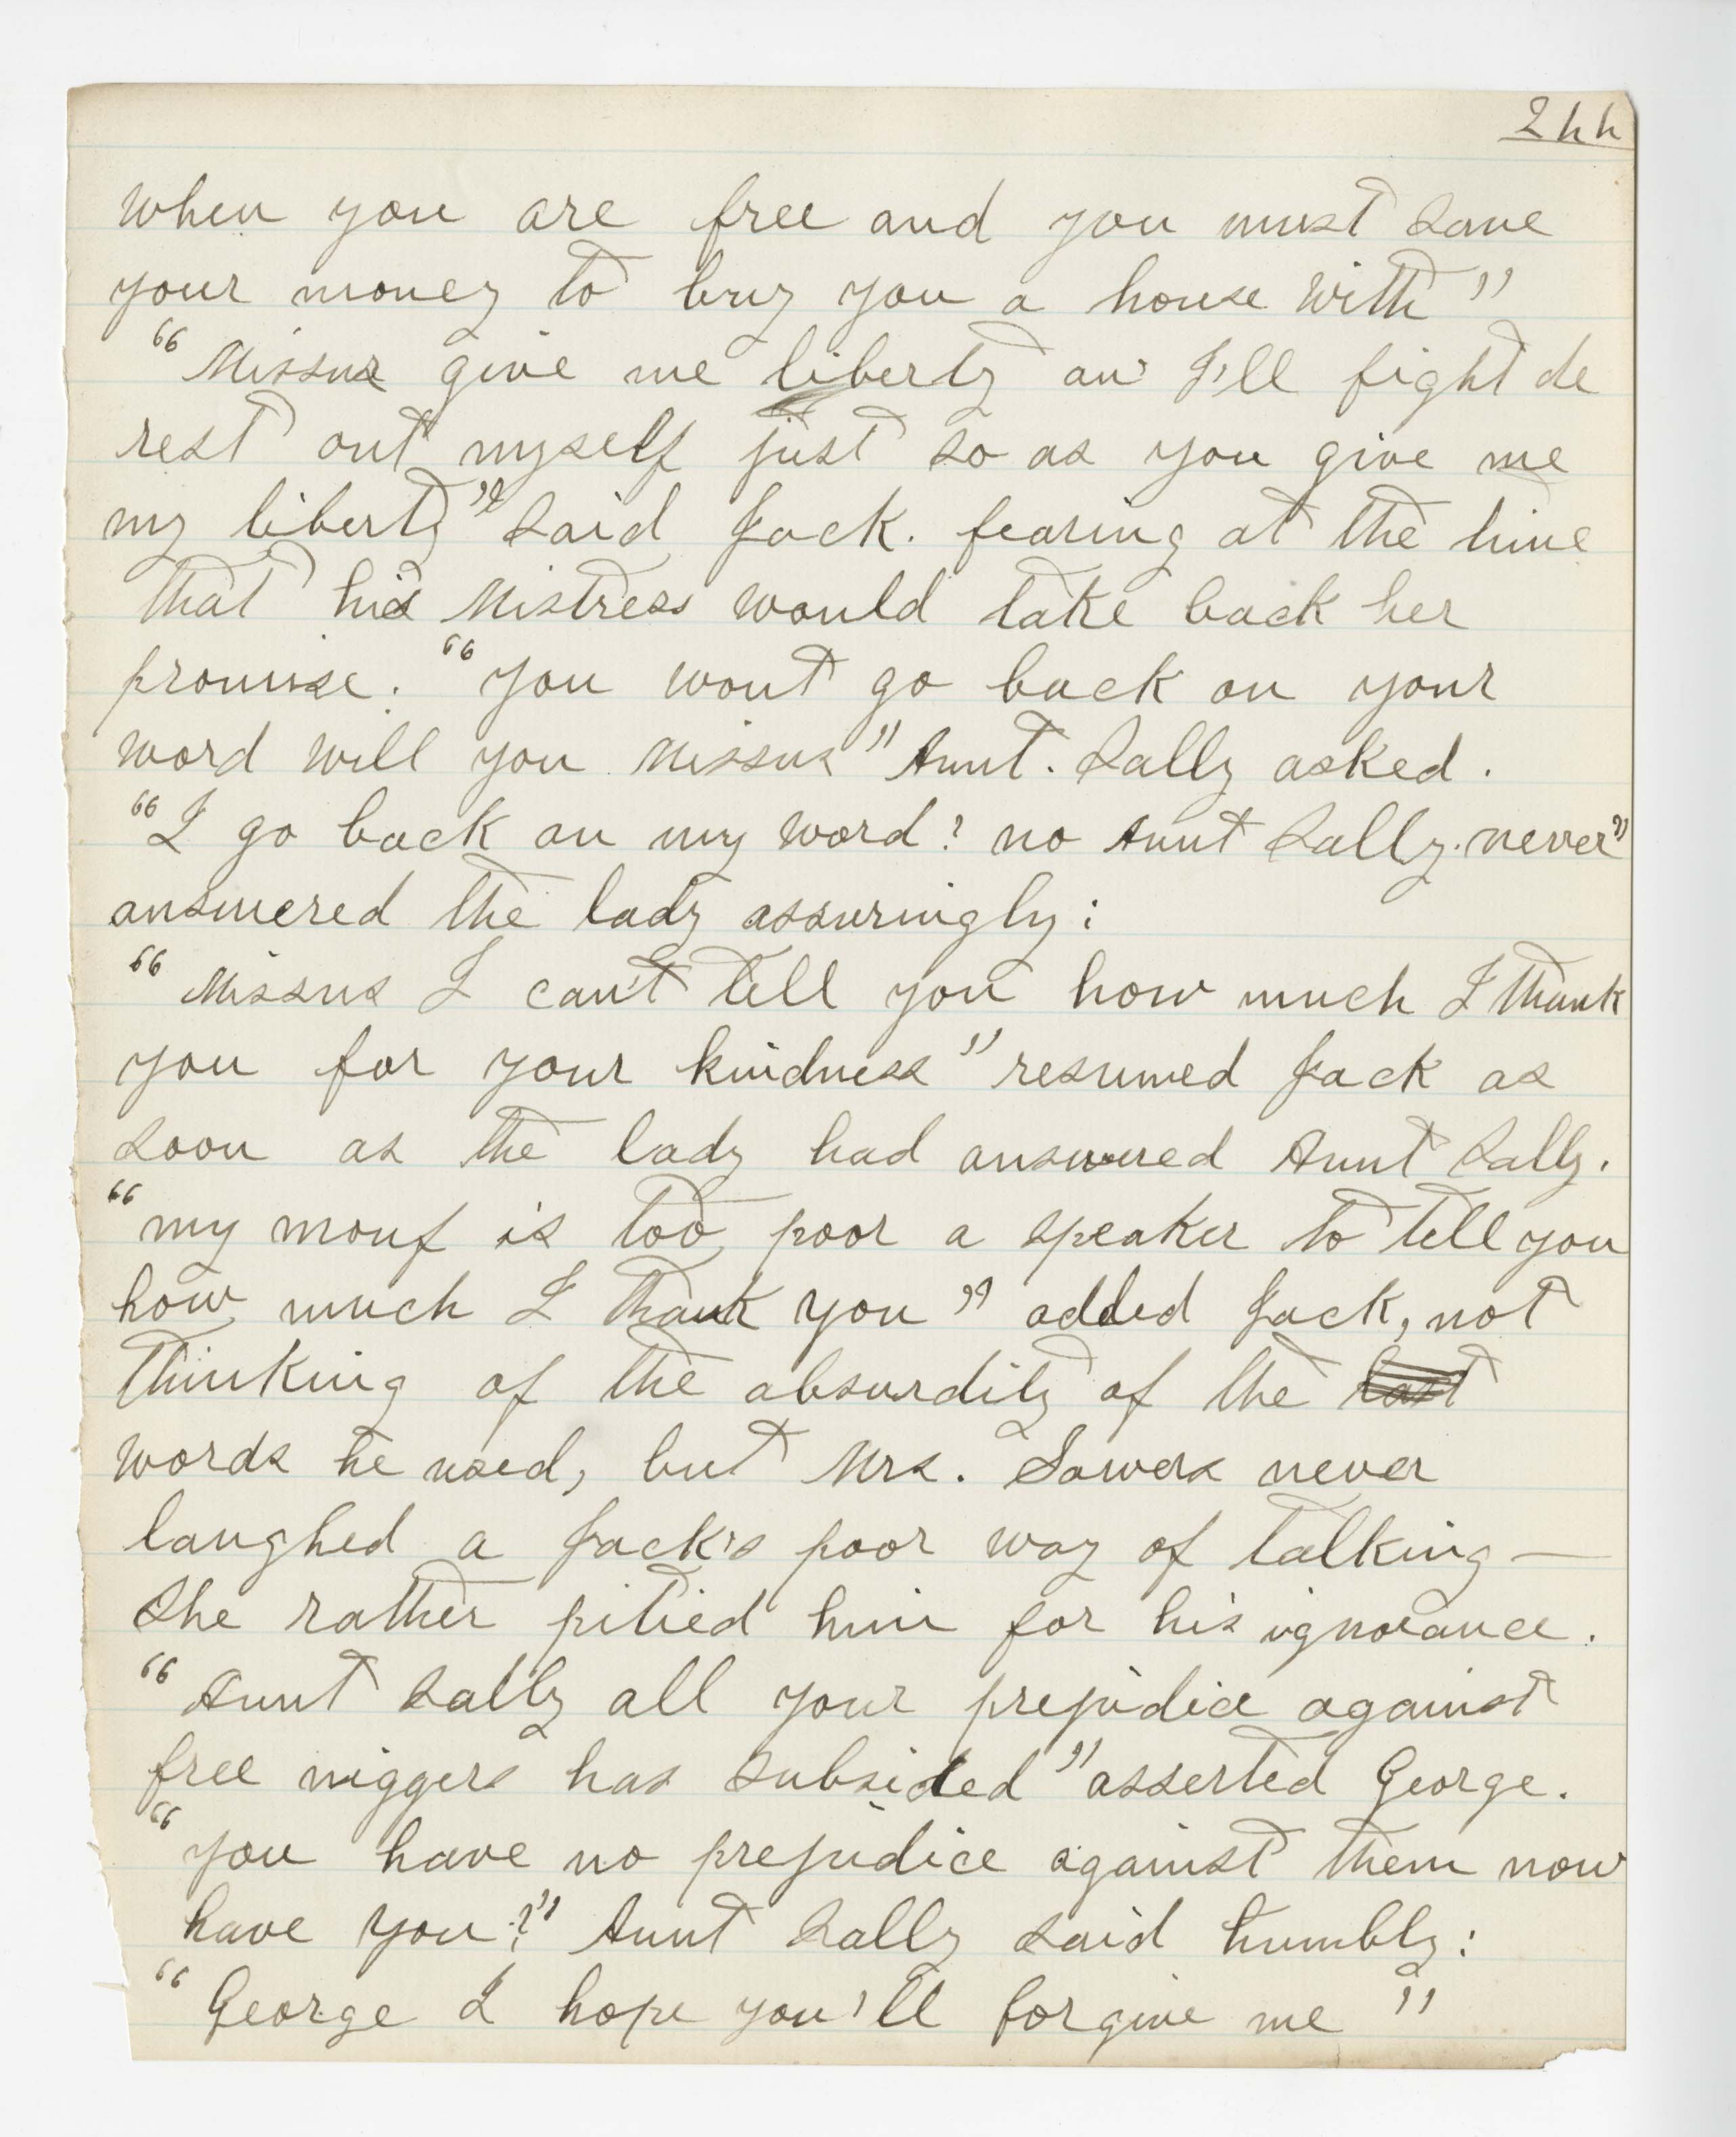 244
when you are free and you must save
your money to buy you a house with"
"Missus give me liberty an' I'll fight de
rest out myself just so as you give me
my liberty" said Jack. fearing at the time
that his Mistress would take back her
promise. "You wont go back on your
word will you Missus" Aunt. Sally asked.
"I go back on my word? no Aunt Sally. never"
answered the lady assuringly:
"Missus I can't tell you how much I thank
you for your kindness" resumed Jack as
soon as the lady had answered Aunt Sally.
"my mouf is too poor a speaker to tell you
how much I thank you" added Jack, not
thinking of the absurdity of the last
words he used, but Mrs. Sowers never
laughed a Jack's poor way of talking—
She rather pitied him for his ignorance.
"Aunt Sally all your prejudice against
free niggers has subsided" asserted George.
"you have no prejudice against them now
have you?" Aunt Sally said humbly:
"George I hope you'll forgive me"